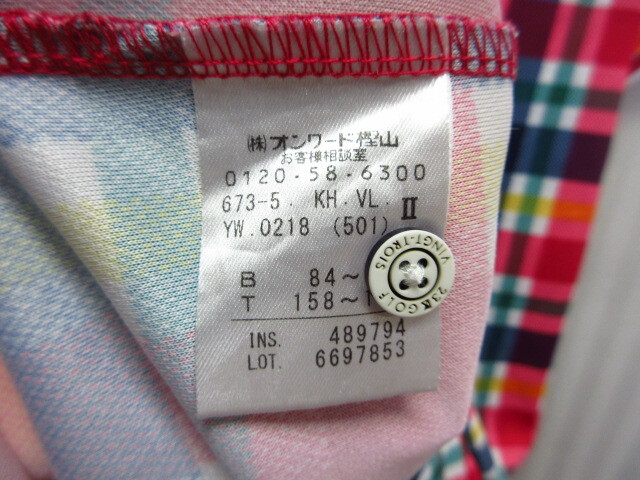 ㈱オンワード樫山
お客様相談室
0120・58・6300
673-5. KH.VL. II
YW.0218 (501)
B 84～
T 158～1
INS. 489794
LOT. 6697853
VINGT-TROIS
23区GOLF